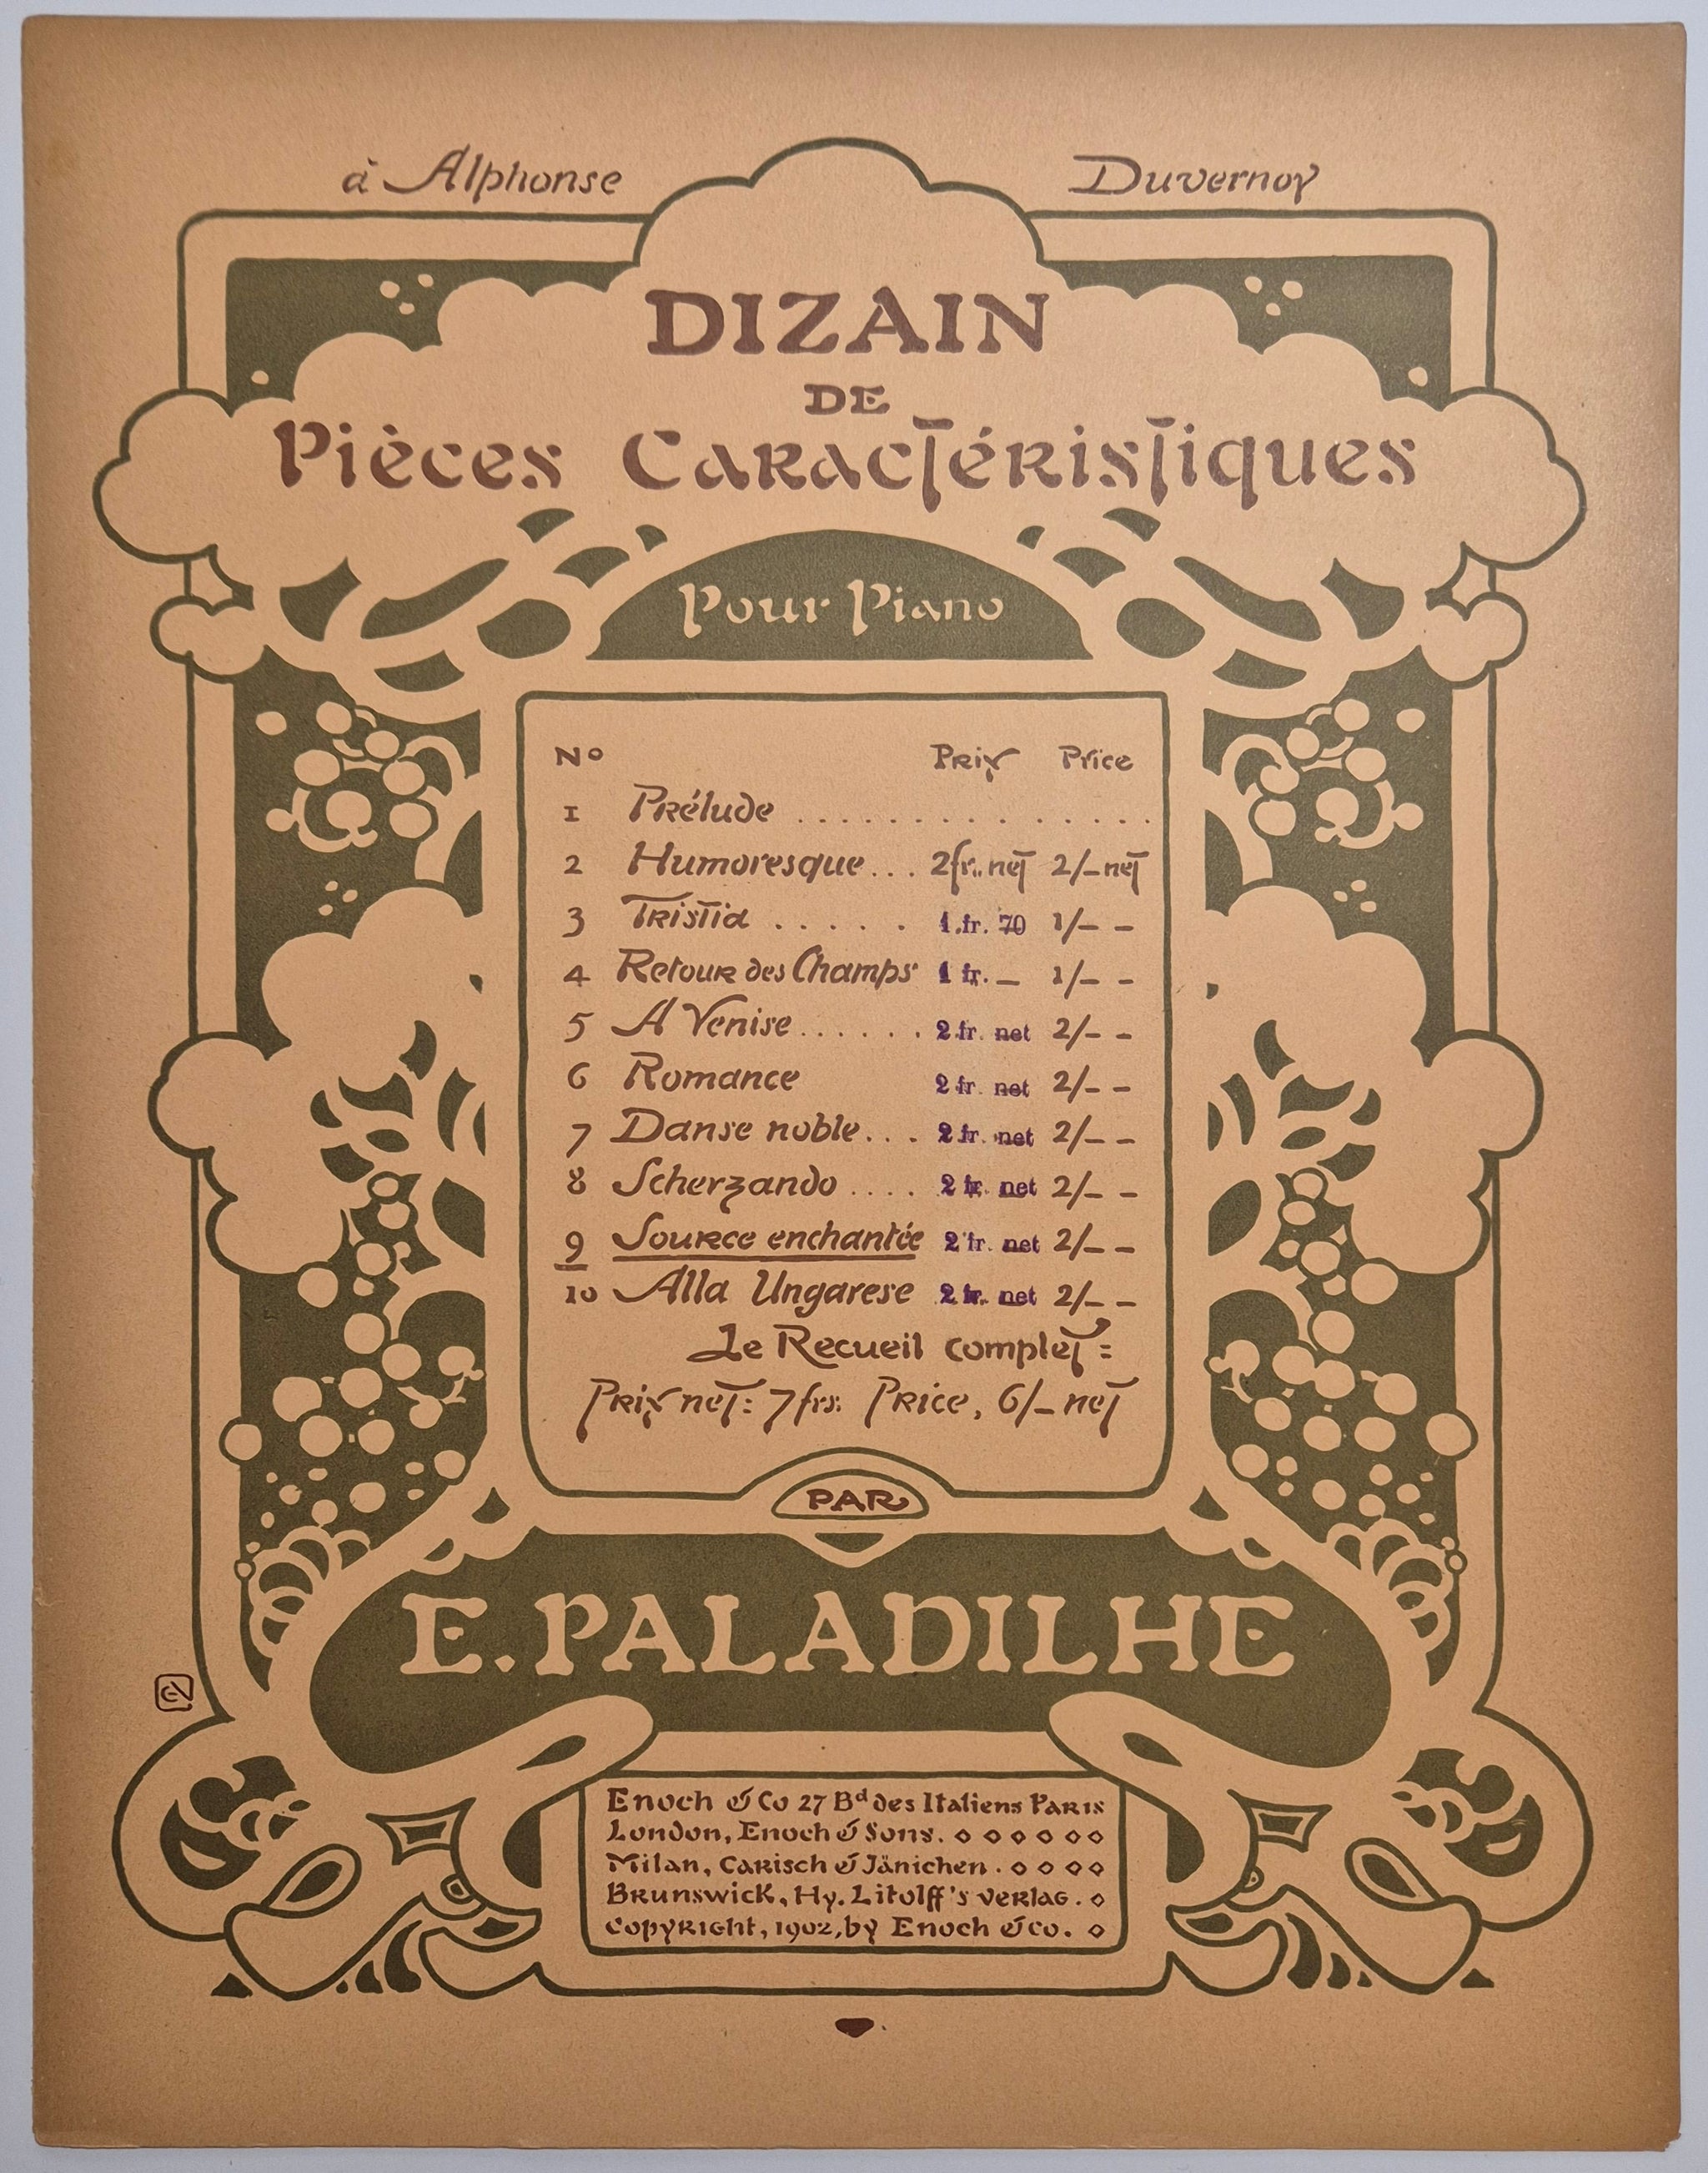 à Alphonse Duvernoy
DIZAIN
DE
Pièces Caractéristiques
Pour Piano
No Prix Price
1 Prélude ..............
2 Humoresque... 2fr. net 2/- net
3 Tristia ...... 1.fr. 70 1/- -
4 Retour des Champs 1 fr. - 1/- -
5 A Venise ...... 2 fr. net 2/- -
6 Romance 2 fr. net 2/- -
7 Danse noble... 2 fr. net 2/- -
8 Scherzando .... 2 fr. net 2/- -
9 Source enchantée 2 fr. net 2/- -
10 Alla Ungarese 2 fr. net 2/- -
Le Recueil complet =
Prix net: 7 frs: Price, 6/- net
PAR
E. PALADILHE
Enoch & Co 27 Bd des Italiens Paris
London, Enoch & Sons.
Milan, Carisch & Jänichen.
Brunswick, Hy. Litolff's Verlag.
Copyright, 1902, by Enoch & Co.